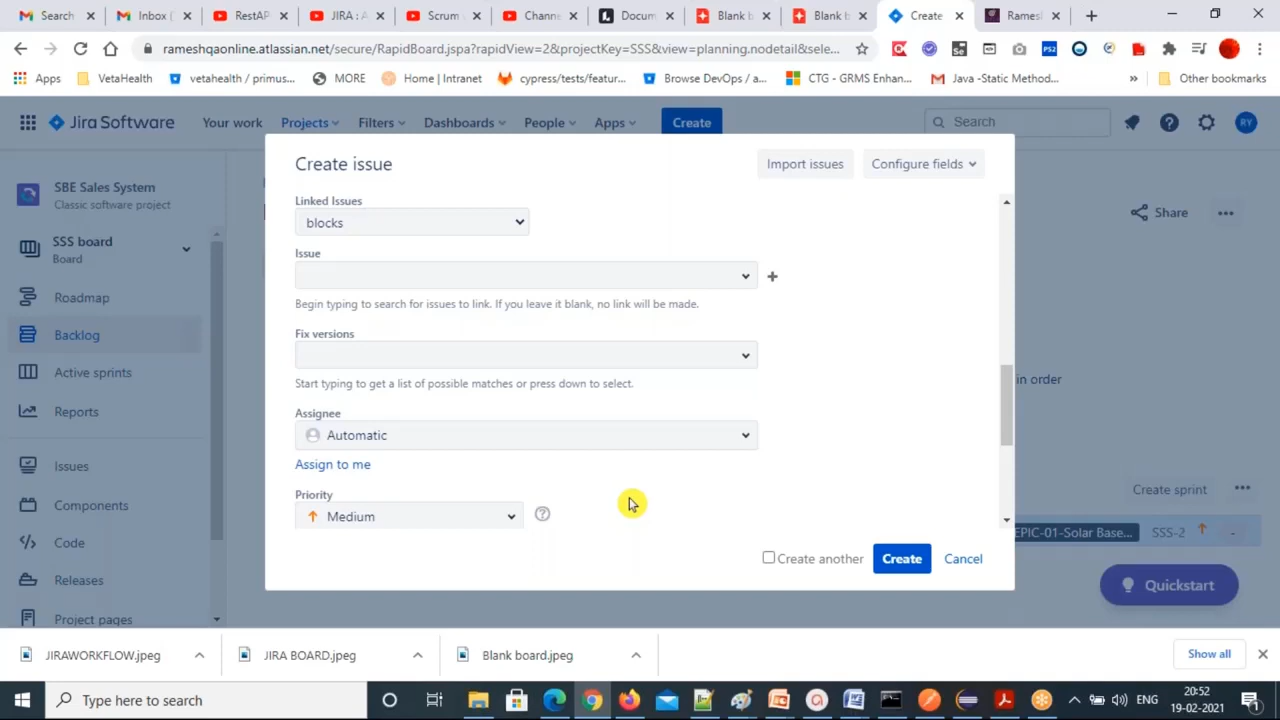 Search
Inbox (
RestAP
JIRA : A
Scrum
Chann
Docum
Blank b
Blank b
Create
Rames
rameshqaonline.atlassian.net/secure/RapidBoard.jspa?rapidView=2&projectKey=SSS&view=planning.nodetail&sele...
Apps
VetaHealth
vetahealth / primus...
MORE
Home | Intranet
cypress/tests/featur...
Browse DevOps / a...
CTG - GRMS Enhan...
Java -Static Method...
»
Other bookmarks
Jira Software
Your work
Projects
Filters
Dashboards
People
Apps
Create
Search
RY
SBE Sales System
Classic software project
SSS board
Board
Roadmap
Backlog
Active sprints
Reports
Issues
Components
Code
Releases
Project pages
Create issue
Import issues
Configure fields
Linked Issues
blocks
Issue
Begin typing to search for issues to link. If you leave it blank, no link will be made.
Fix versions
Start typing to get a list of possible matches or press down to select.
Assignee
Automatic
Assign to me
Priority
Medium
Create another
Create
Cancel
Share
in order
Create sprint
EPIC-01-Solar Base...
SSS-2
-
Quickstart
JIRAWORKFLOW.jpeg
JIRA BOARD.jpeg
Blank board.jpeg
Show all
Type here to search
ENG
20:52
19-02-2021